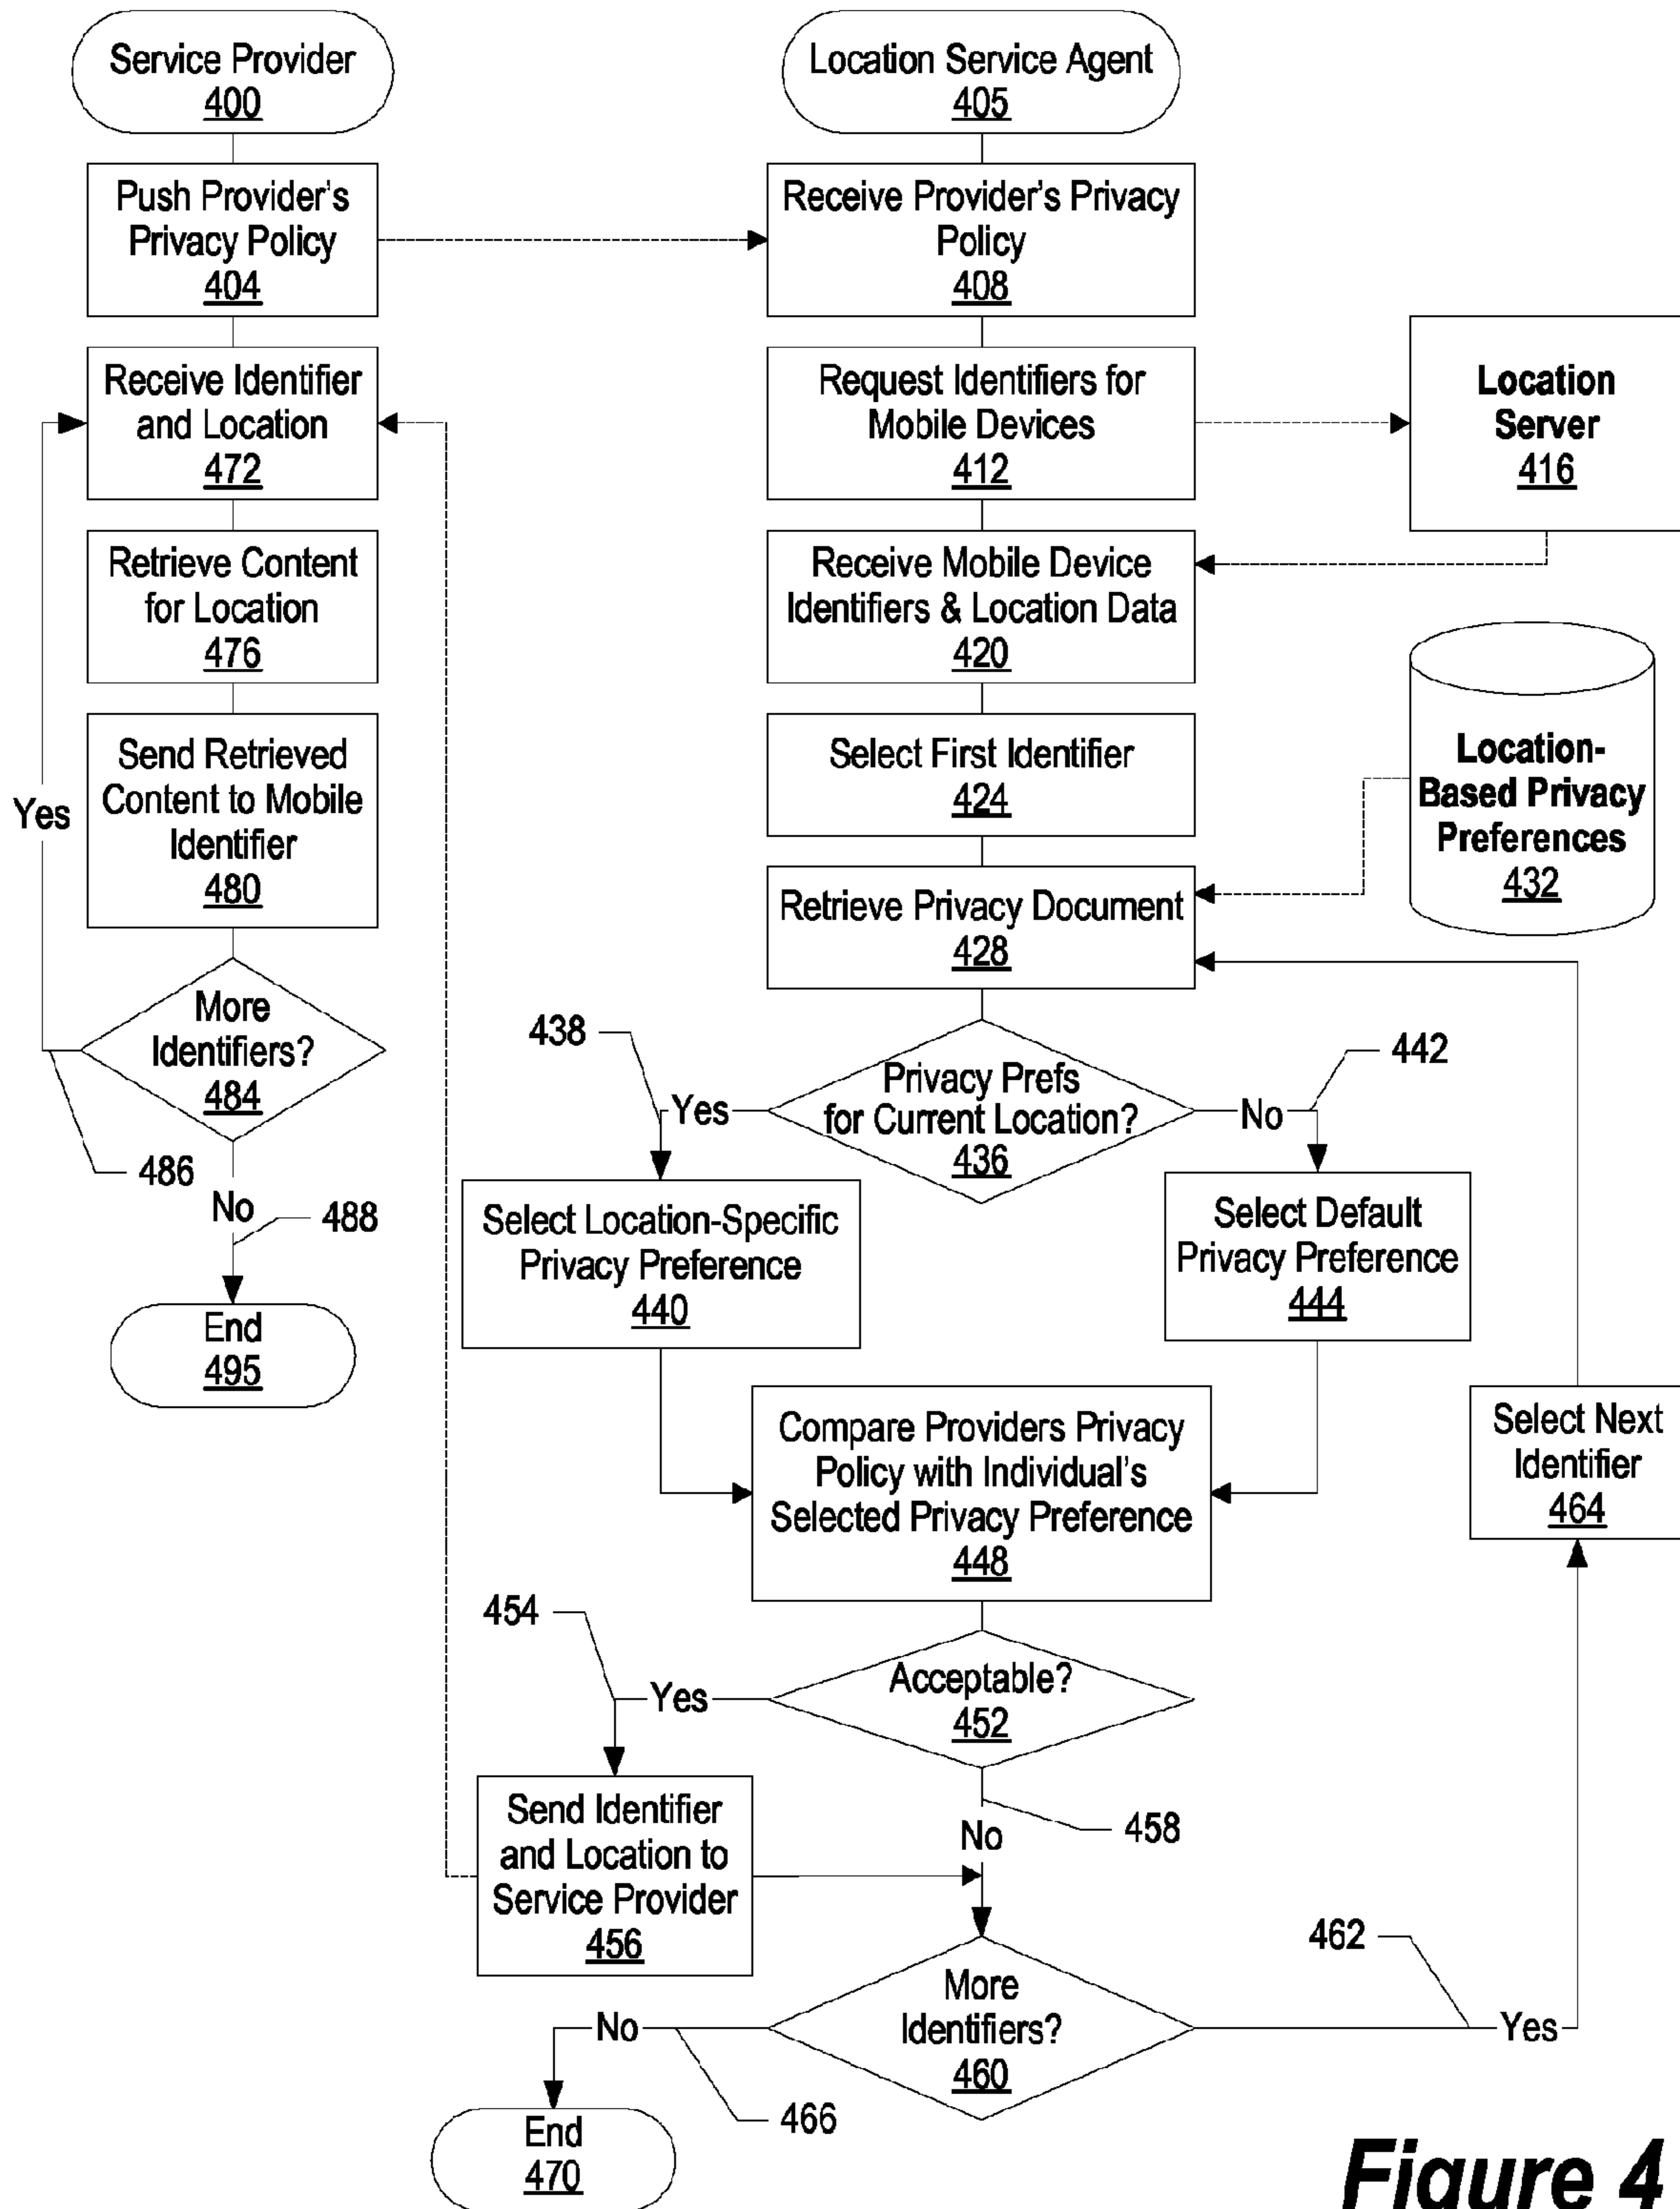 Service Provider
400
Push Provider's
Privacy Policy
404
Receive Identifier
and Location
472
Retrieve Content
for Location
476
Send Retrieved
Content to Mobile
Identifier
480
Yes
More
Identifiers?
484
486
No
488
End
495
Location Service Agent
405
Receive Provider's Privacy
Policy
408
Request Identifiers for
Mobile Devices
412
Location
Server
416
Receive Mobile Device
Identifiers & Location Data
420
Select First Identifier
424
Location-
Based Privacy
Preferences
432
Retrieve Privacy Document
428
438
Yes
Privacy Prefs
for Current Location?
436
No
442
Select Location-Specific
Privacy Preference
440
Select Default
Privacy Preference
444
Compare Providers Privacy
Policy with Individual's
Selected Privacy Preference
448
Select Next
Identifier
464
454
Yes
Acceptable?
452
458
No
Send Identifier
and Location to
Service Provider
456
More
Identifiers?
460
462
Yes
No
466
End
470
Figure 4